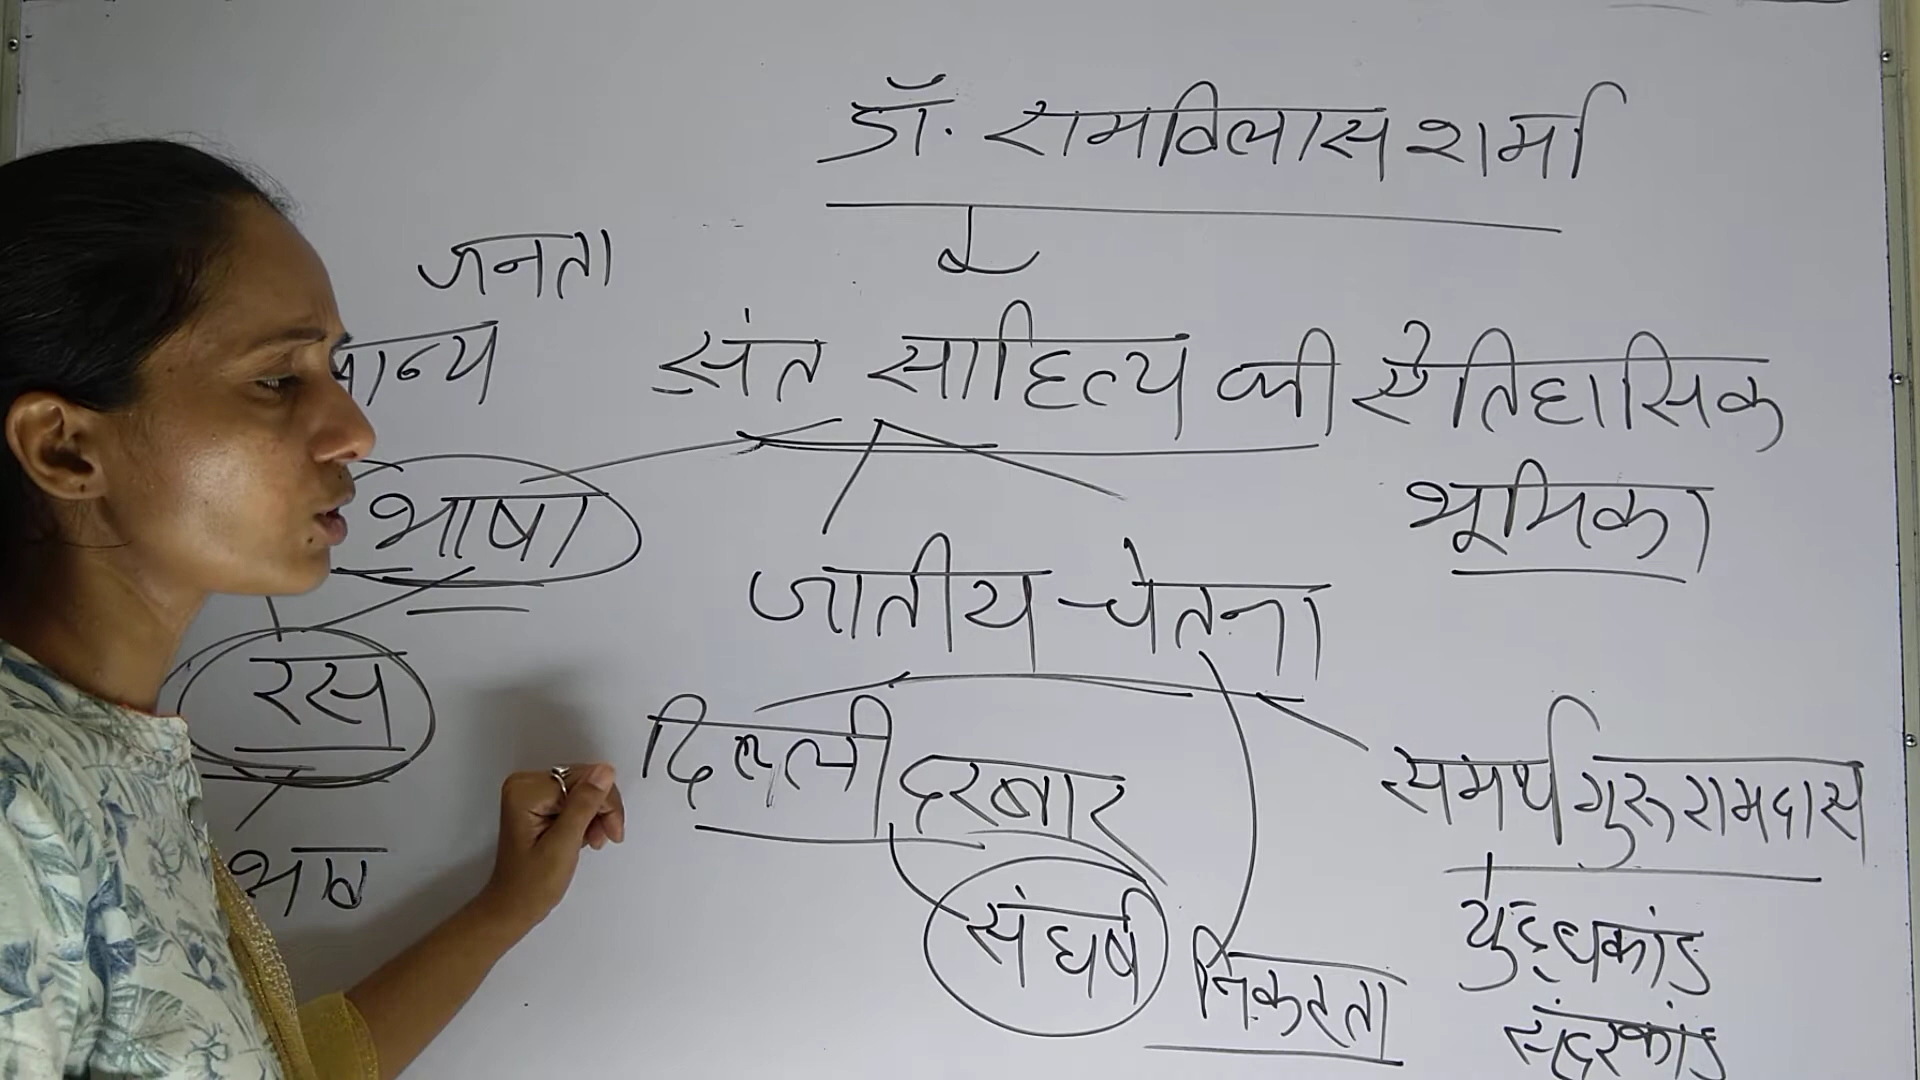 डॉ. रामविलास शर्मा
जनता
संत साहित्य की ऐतिहासिक
भूमिका
भाषा
जातीय चेतना
रस
दिल्ली दरबार
समर्थ गुरु रामदास
भाव
संघर्ष
निकटता
युद्धकांड
सुंदरकांड